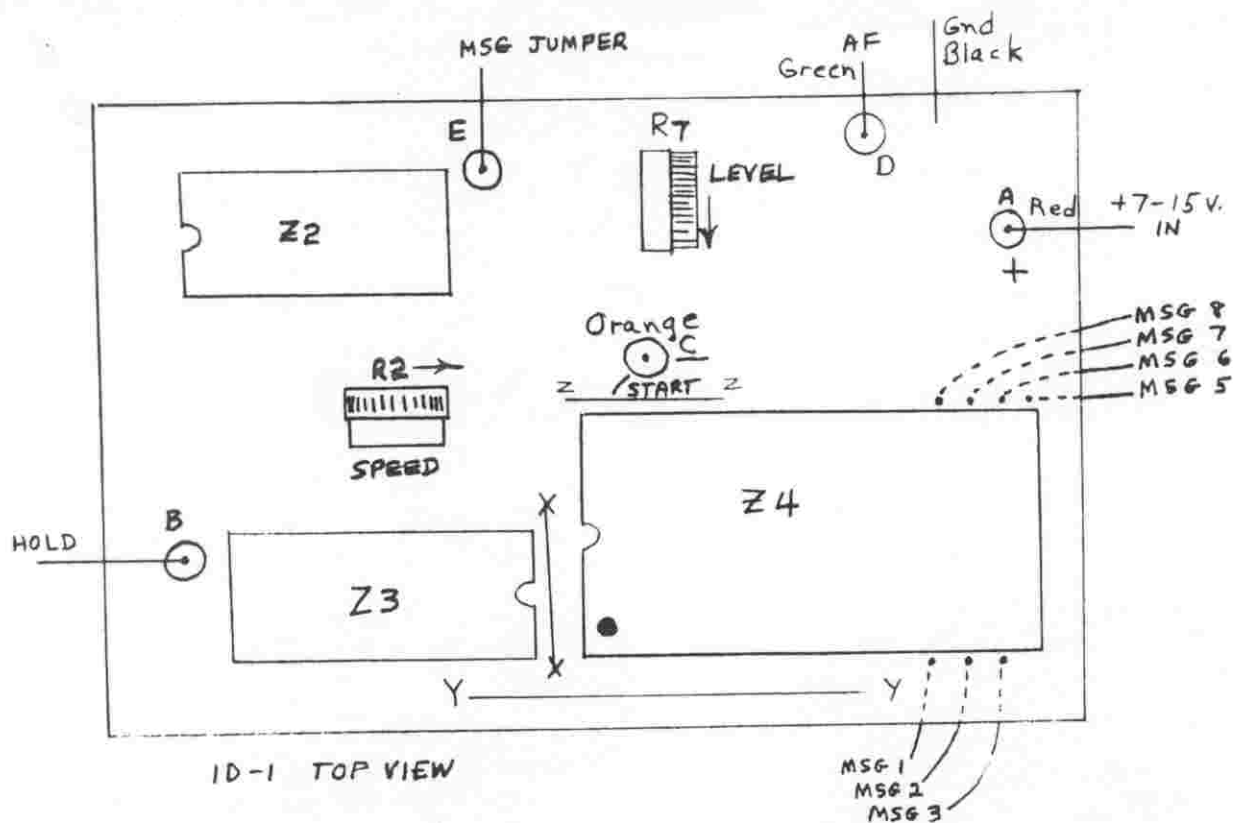 MSG JUMPER
AF
Green
Gnd
Black
E
R7
D
LEVEL
A
Red
+7-15 V.
IN
+
Z2
MSG 8
MSG 7
MSG 6
MSG 5
Orange
C
R2
START
Z
Z
SPEED
Z4
X
B
HOLD
Z3
X
Y
Y
ID-1 TOP VIEW
MSG 1
MSG 2
MSG 3